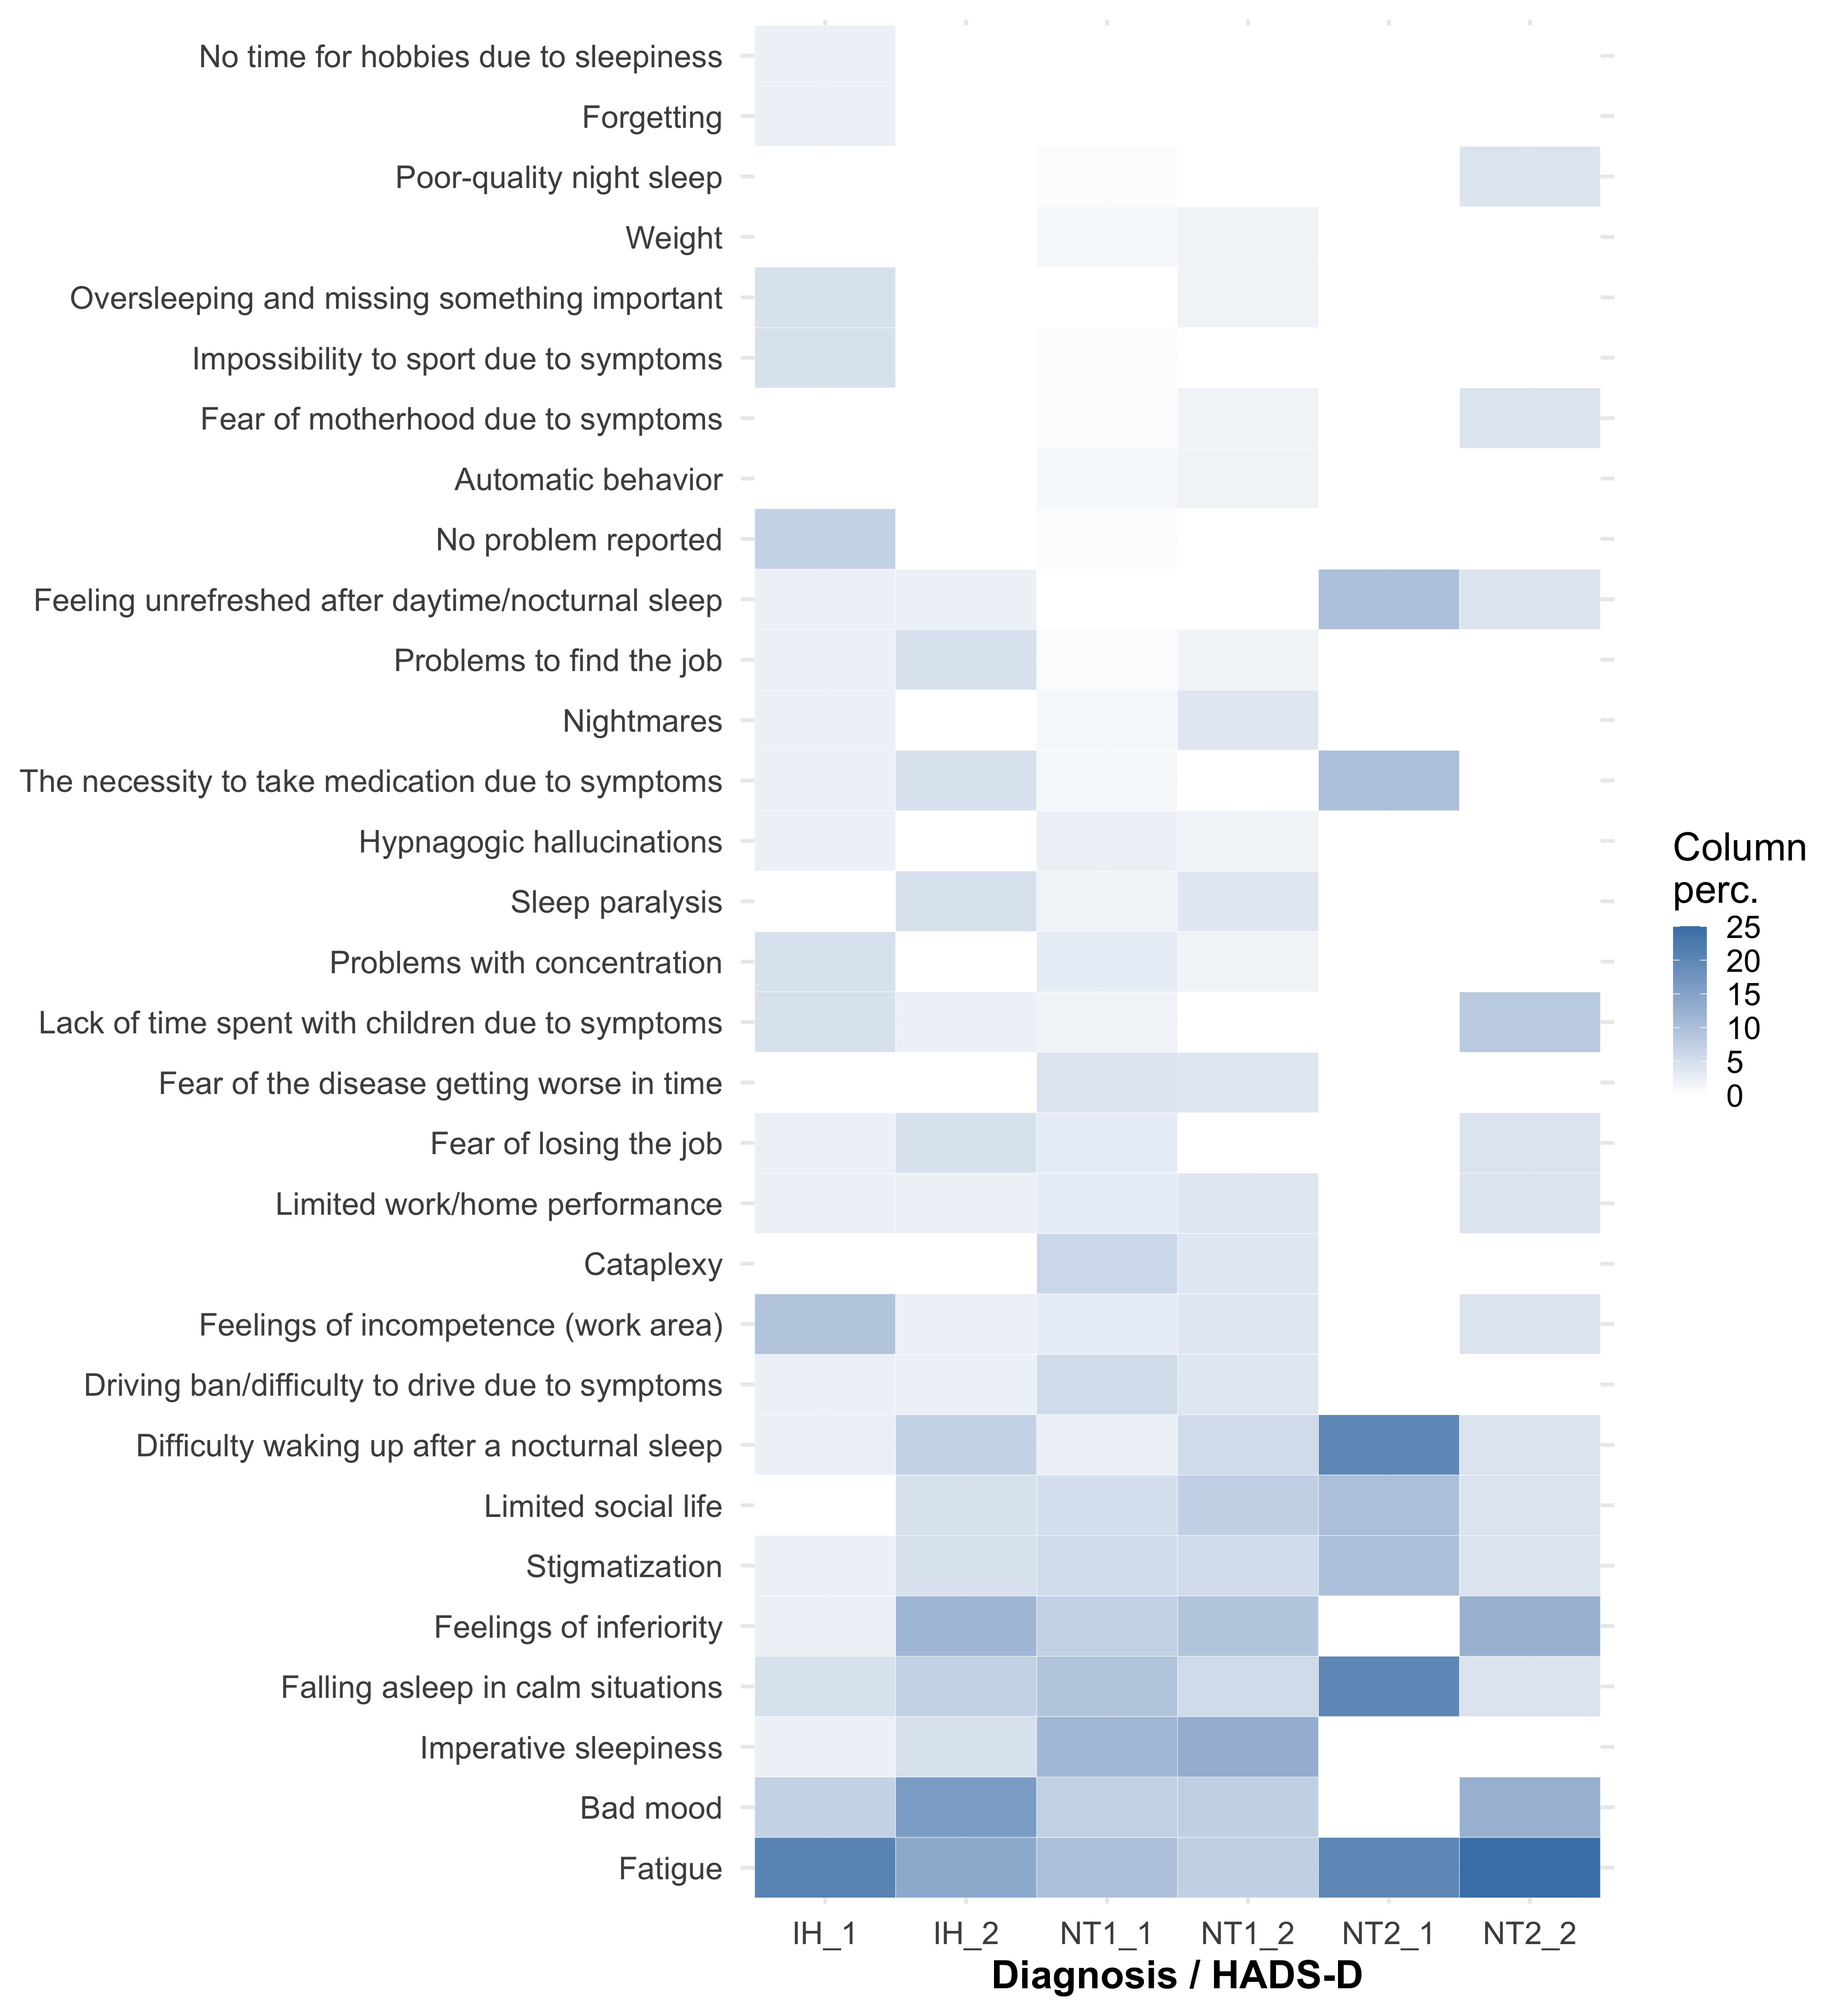 No time for hobbies due to sleepiness
Forgetting
Poor-quality night sleep
Weight
Oversleeping and missing something important
Impossibility to sport due to symptoms
Fear of motherhood due to symptoms
Automatic behavior
No problem reported
Feeling unrefreshed after daytime/nocturnal sleep
Problems to find the job
Nightmares
The necessity to take medication due to symptoms
Hypnagogic hallucinations
Sleep paralysis
Problems with concentration
Lack of time spent with children due to symptoms
Fear of the disease getting worse in time
Fear of losing the job
Limited work/home performance
Cataplexy
Feelings of incompetence (work area)
Driving ban/difficulty to drive due to symptoms
Difficulty waking up after a nocturnal sleep
Limited social life
Stigmatization
Feelings of inferiority
Falling asleep in calm situations
Imperative sleepiness
Bad mood
Fatigue
IH_1 IH_2 NT1_1 NT1_2 NT2_1 NT2_2
Diagnosis / HADS-D
Column
perc.
25
20
15
10
5
0